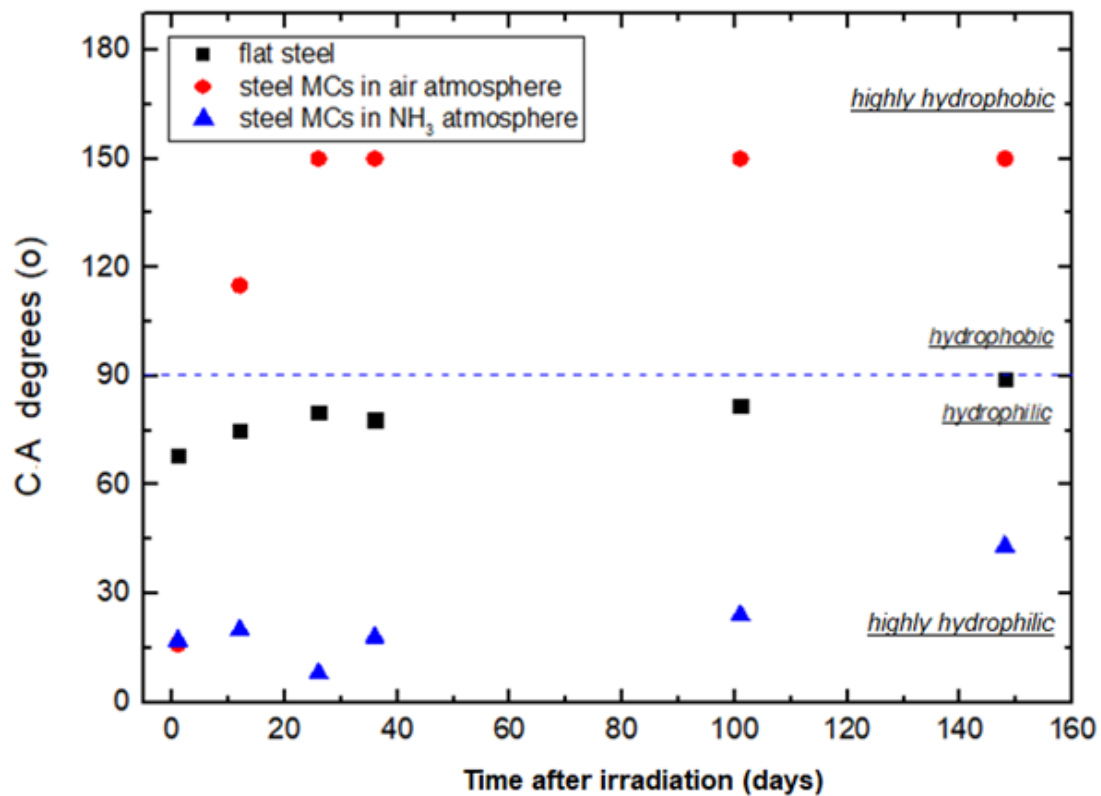 180
150
120
90
60
30
0
C.A degrees (o)
flat steel
steel MCs in air atmosphere
steel MCs in NH₃ atmosphere
highly hydrophobic
hydrophobic
hydrophilic
highly hydrophilic
0 20 40 60 80 100 120 140 160
Time after irradiation (days)